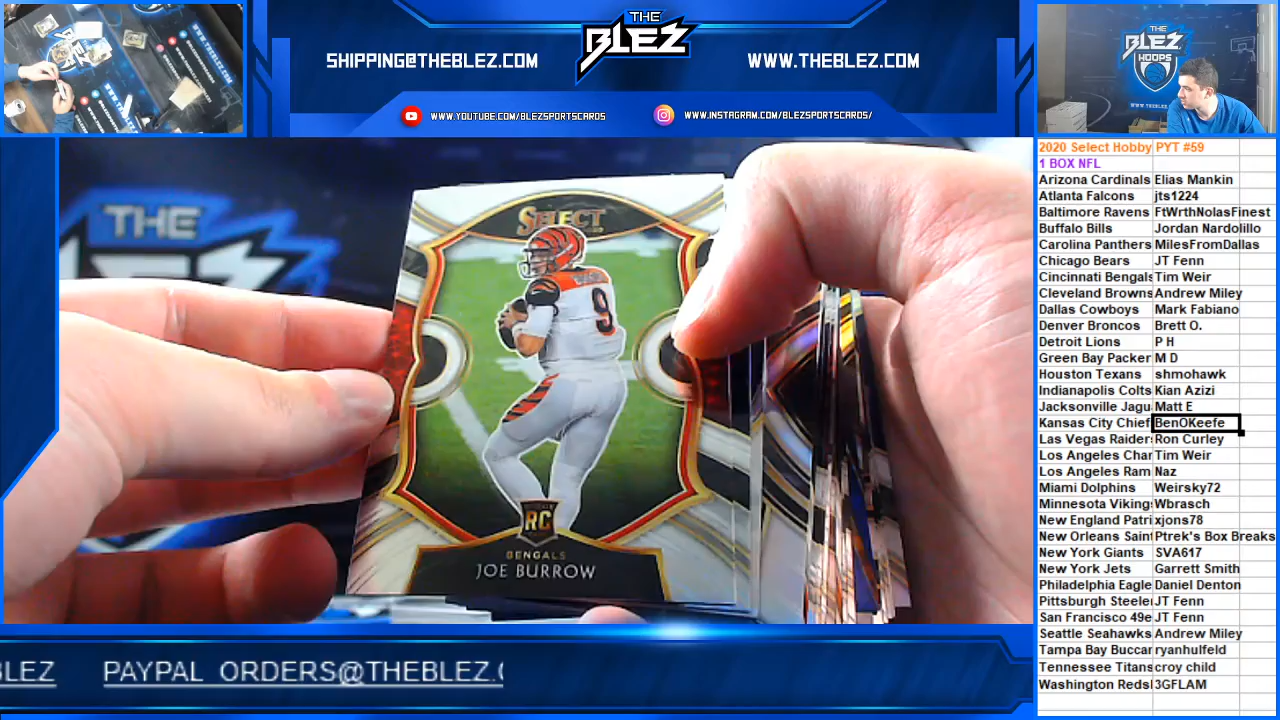 THE
BLEZ
SHIPPING@THEBLEZ.COM
WWW.THEBLEZ.COM
WWW.YOUTUBE.COM/BLEZSPORTSCARDS
WWW.INSTAGRAM.COM/BLEZSPORTSCARDS/
THE
BLEZ
HOOPS
THE
SELECT
9
RC
BENGALS
JOE BURROW
2020 Select Hobby PYT #59
1 BOX NFL
Arizona Cardinals Elias Mankin
Atlanta Falcons jts1224
Baltimore Ravens FtWrthNolasFinest
Buffalo Bills Jordan Nardolillo
Carolina Panthers MilesFromDallas
Chicago Bears JT Fenn
Cincinnati Bengals Tim Weir
Cleveland Browns Andrew Miley
Dallas Cowboys Mark Fabiano
Denver Broncos Brett O.
Detroit Lions P H
Green Bay Packer M D
Houston Texans shmohawk
Indianapolis Colts Kian Azizi
Jacksonville Jagu Matt E
Kansas City Chief BenOKeefe
Las Vegas Raiders Ron Curley
Los Angeles Char Tim Weir
Los Angeles Ram Naz
Miami Dolphins Weirsky72
Minnesota Viking Wbrasch
New England Patri xjons78
New Orleans Saint Ptrek's Box Breaks
New York Giants SVA617
New York Jets Garrett Smith
Philadelphia Eagle Daniel Denton
Pittsburgh Steele JT Fenn
San Francisco 49e JT Fenn
Seattle Seahawks Andrew Miley
Tampa Bay Buccar ryanhulfeld
Tennessee Titans croy child
Washington Reds 3GFLAM
BLEZ PAYPAL ORDERS@THEBLEZ.